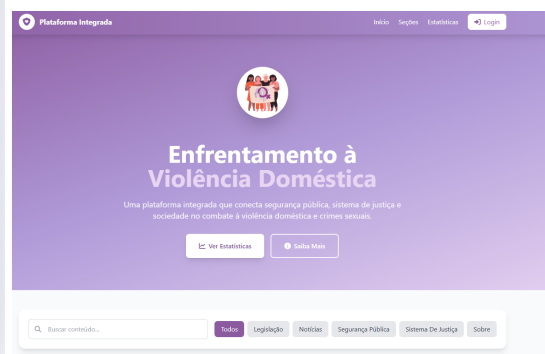 Plataforma Integrada
Início Seções Estatísticas Login
Enfrentamento à
Violência Doméstica
Uma plataforma integrada que conecta segurança pública, sistema de justiça e
sociedade no combate à violência doméstica e crimes sexuais.
Ver Estatísticas Saiba Mais
Buscar conteúdo...
Todos Legislação Notícias Segurança Pública Sistema De Justiça Sobre